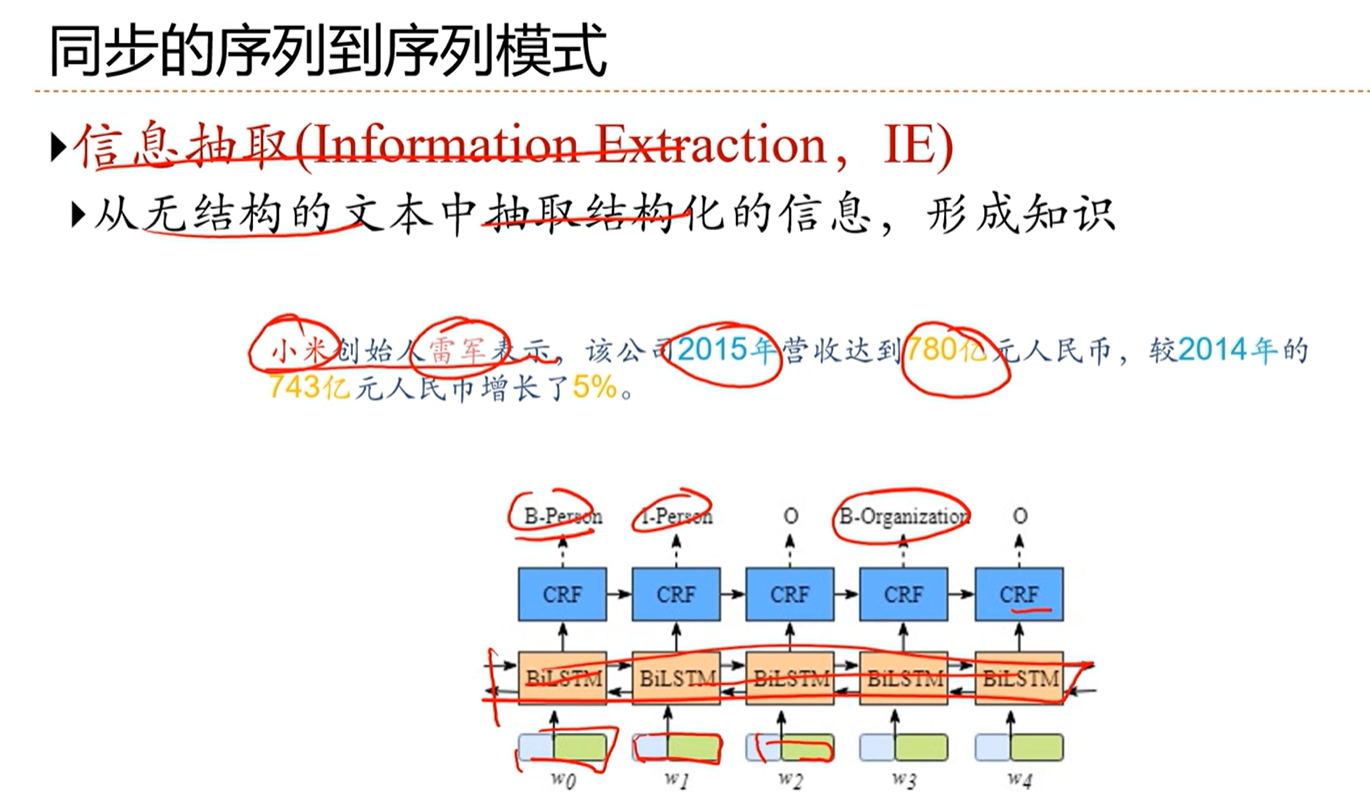 同步的序列到序列模式
信息抽取(Information Extraction，IE)
从无结构的文本中抽取结构化的信息，形成知识
小米创始人雷军表示，该公司2015年营收达到780亿元人民币，较2014年的
743亿元人民币增长了5%。
B-Person I-Person O B-Organization O
CRF CRF CRF CRF CRF
BiLSTM BiLSTM BiLSTM BiLSTM BiLSTM
w0 w1 w2 w3 w4